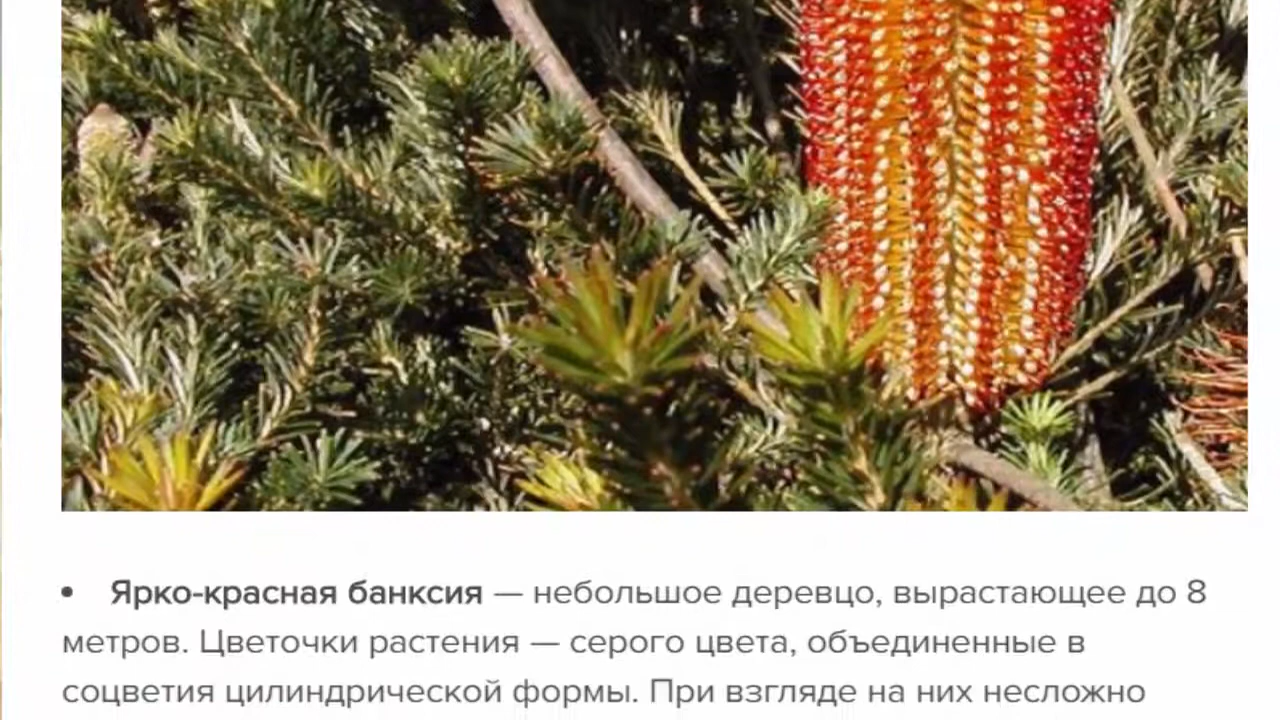 • Ярко-красная банксия — небольшое деревцо, вырастающее до 8
метров. Цветочки растения — серого цвета, объединенные в
соцветия цилиндрической формы. При взгляде на них несложно